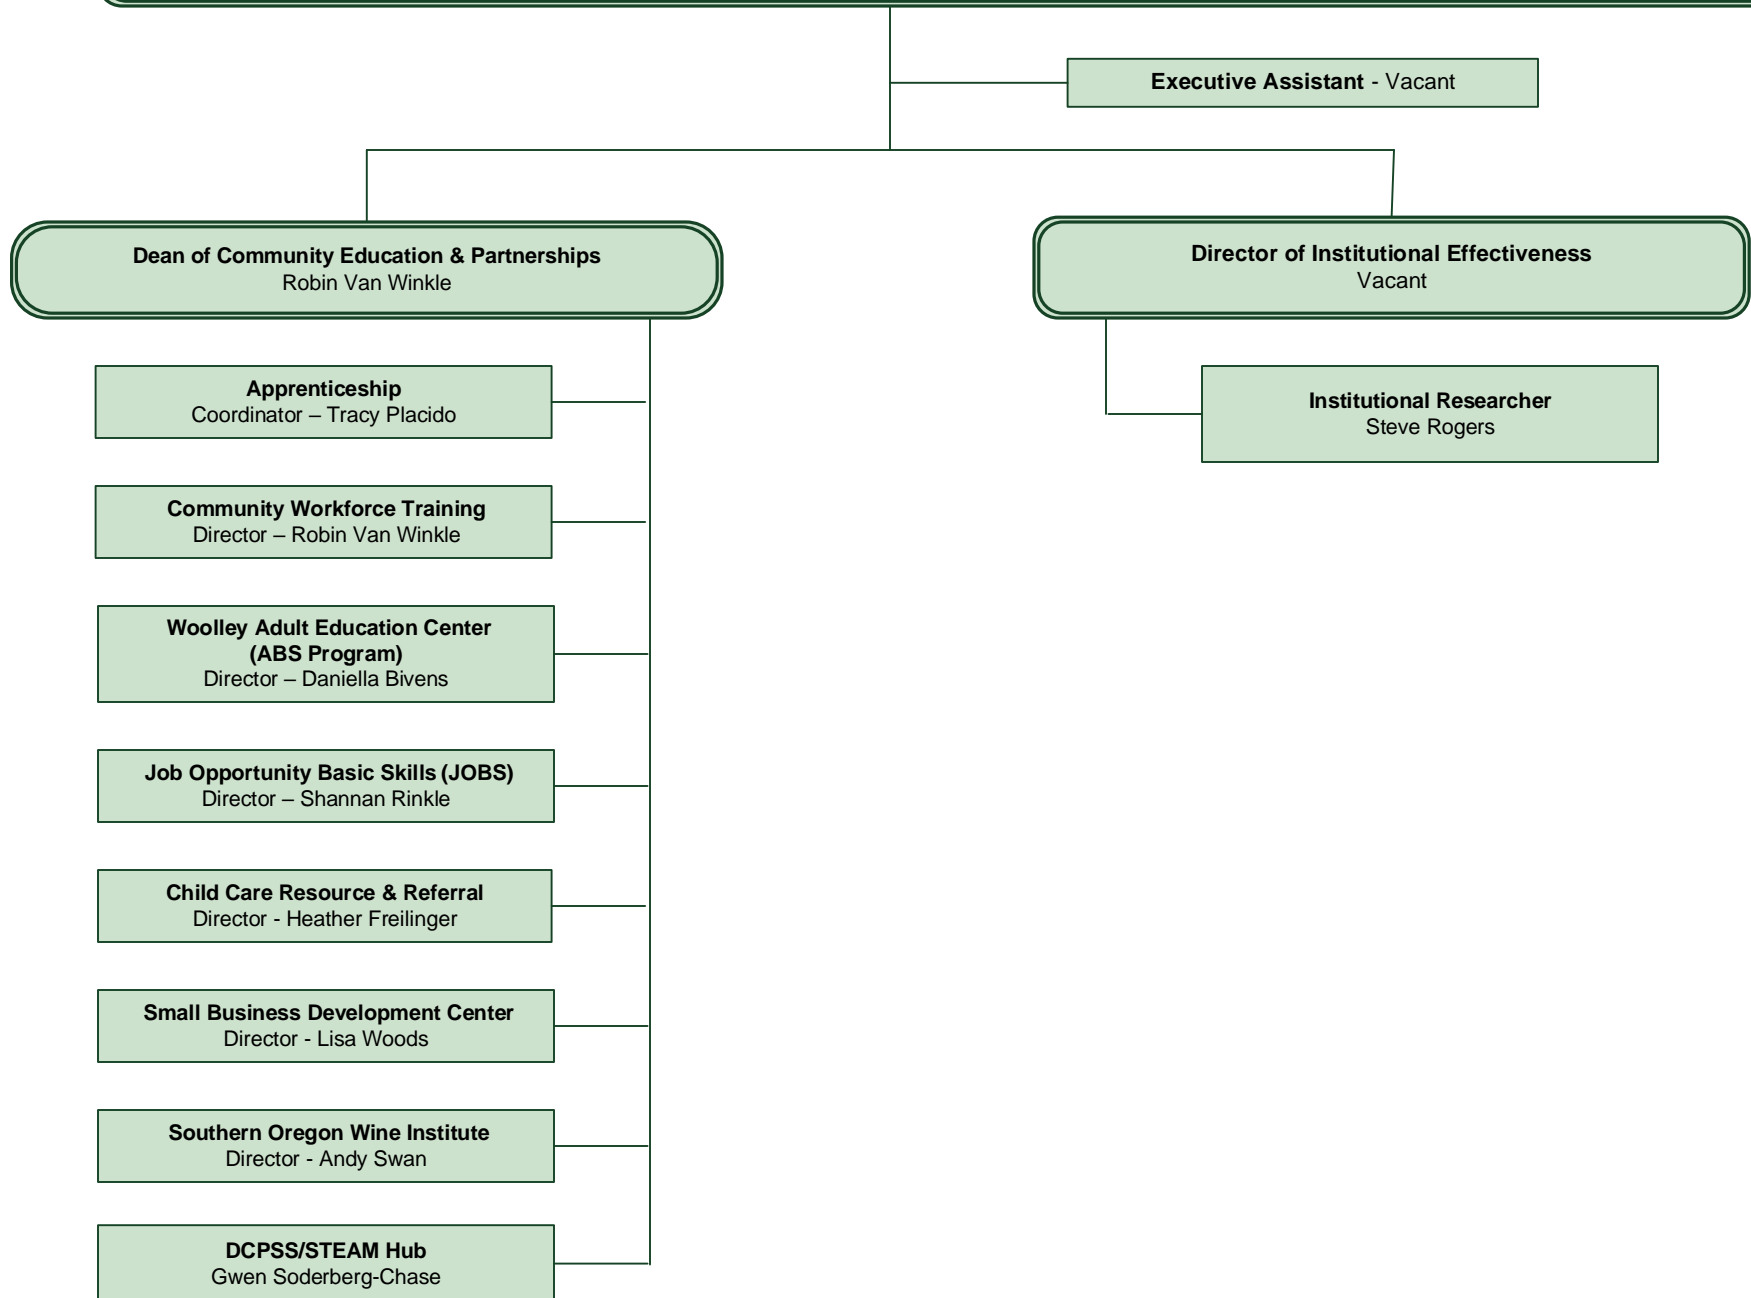 Executive Assistant - Vacant
Dean of Community Education & Partnerships
Robin Van Winkle
Director of Institutional Effectiveness
Vacant
Apprenticeship
Coordinator – Tracy Placido
Institutional Researcher
Steve Rogers
Community Workforce Training
Director – Robin Van Winkle
Woolley Adult Education Center
(ABS Program)
Director – Daniella Bivens
Job Opportunity Basic Skills (JOBS)
Director – Shannan Rinkle
Child Care Resource & Referral
Director - Heather Freilinger
Small Business Development Center
Director - Lisa Woods
Southern Oregon Wine Institute
Director - Andy Swan
DCPSS/STEAM Hub
Gwen Soderberg-Chase